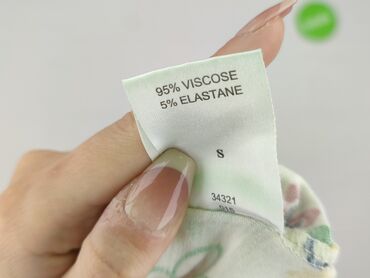 95% VISCOSE
5% ELASTANE
S
34321